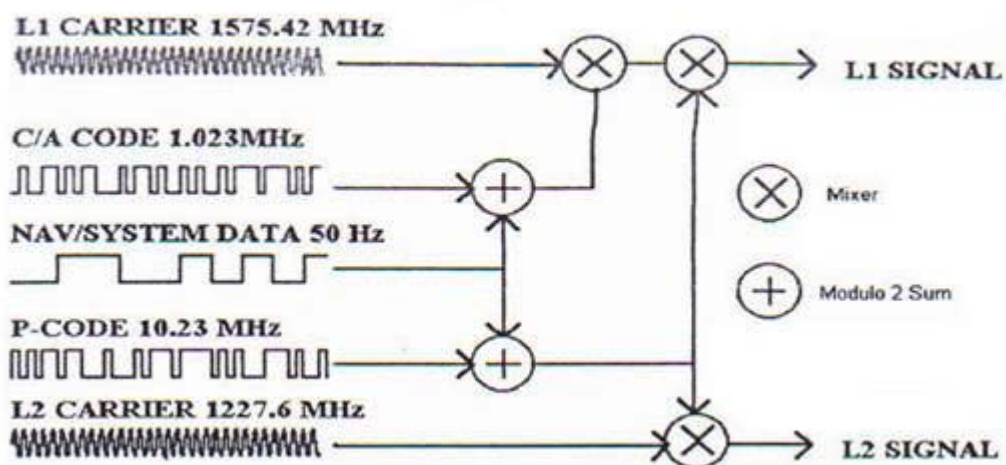 L1 CARRIER 1575.42 MHz
L1 SIGNAL
C/A CODE 1.023MHz
Mixer
NAV/SYSTEM DATA 50 Hz
Modulo 2 Sum
P-CODE 10.23 MHz
L2 CARRIER 1227.6 MHz
L2 SIGNAL